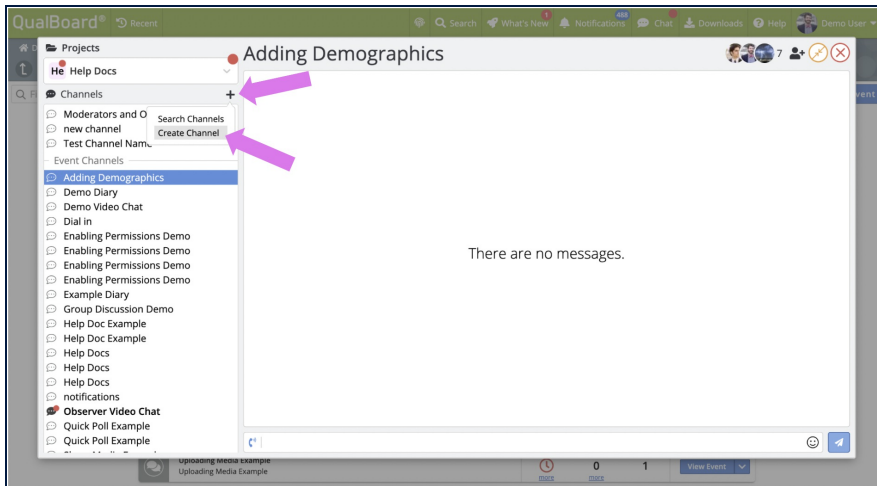 QualBoard® Recent Search What's New 1 Notifications 488 Chat Downloads Help Demo User
Projects
He Help Docs
Channels +
Search Channels
Create Channel
Moderators and O
new channel
Test Channel Name
Event Channels
Adding Demographics
Demo Diary
Demo Video Chat
Dial in
Enabling Permissions Demo
Enabling Permissions Demo
Enabling Permissions Demo
Enabling Permissions Demo
Example Diary
Group Discussion Demo
Help Doc Example
Help Doc Example
Help Docs
Help Docs
Help Docs
notifications
Observer Video Chat
Quick Poll Example
Quick Poll Example
Adding Demographics 7
There are no messages.
Uploading Media Example
Uploading Media Example
more
0
more
1
View Event